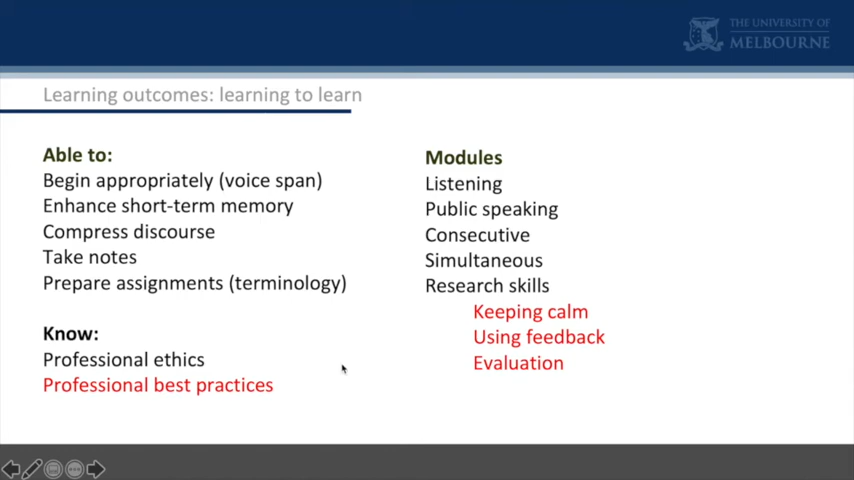 THE UNIVERSITY OF
MELBOURNE
Learning outcomes: learning to learn
Able to:
Begin appropriately (voice span)
Enhance short-term memory
Compress discourse
Take notes
Prepare assignments (terminology)
Know:
Professional ethics
Professional best practices
Modules
Listening
Public speaking
Consecutive
Simultaneous
Research skills
Keeping calm
Using feedback
Evaluation